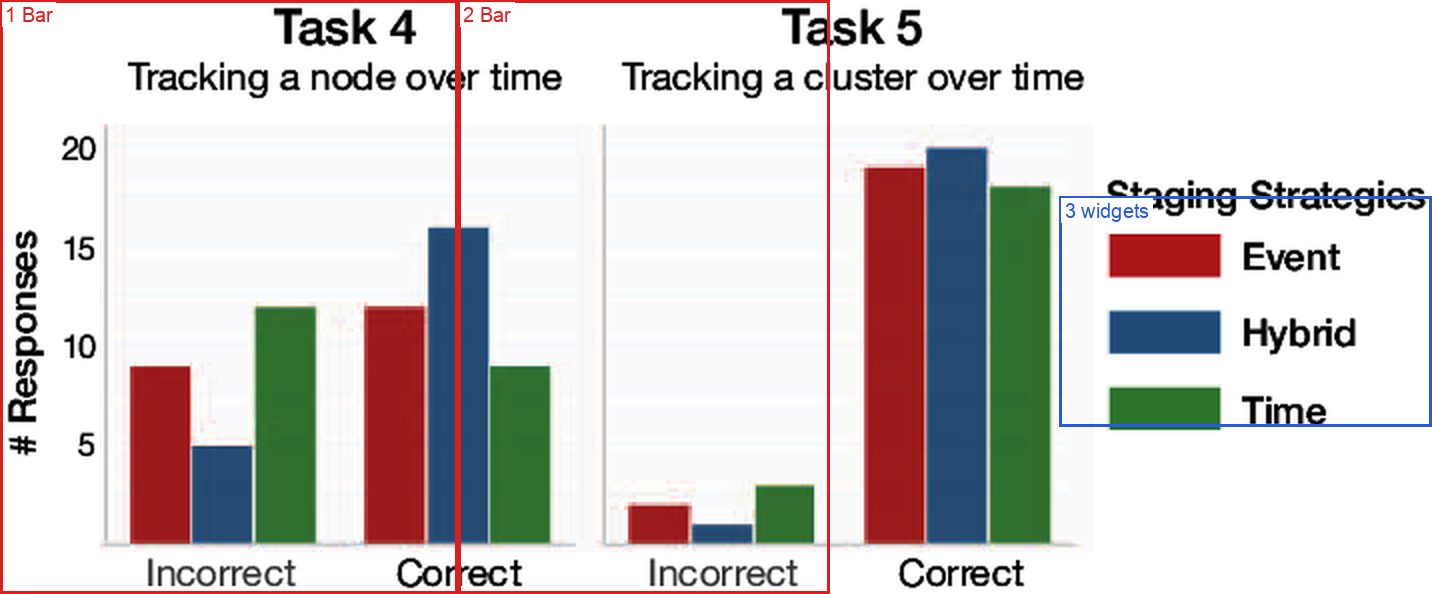 1 Bar
2 Bar
Task 4
Task 5
Tracking a node over time
Tracking a cluster over time
# Responses
20
15
10
5
Incorrect
Correct
Incorrect
Correct
Staging Strategies
3 widgets
Event
Hybrid
Time